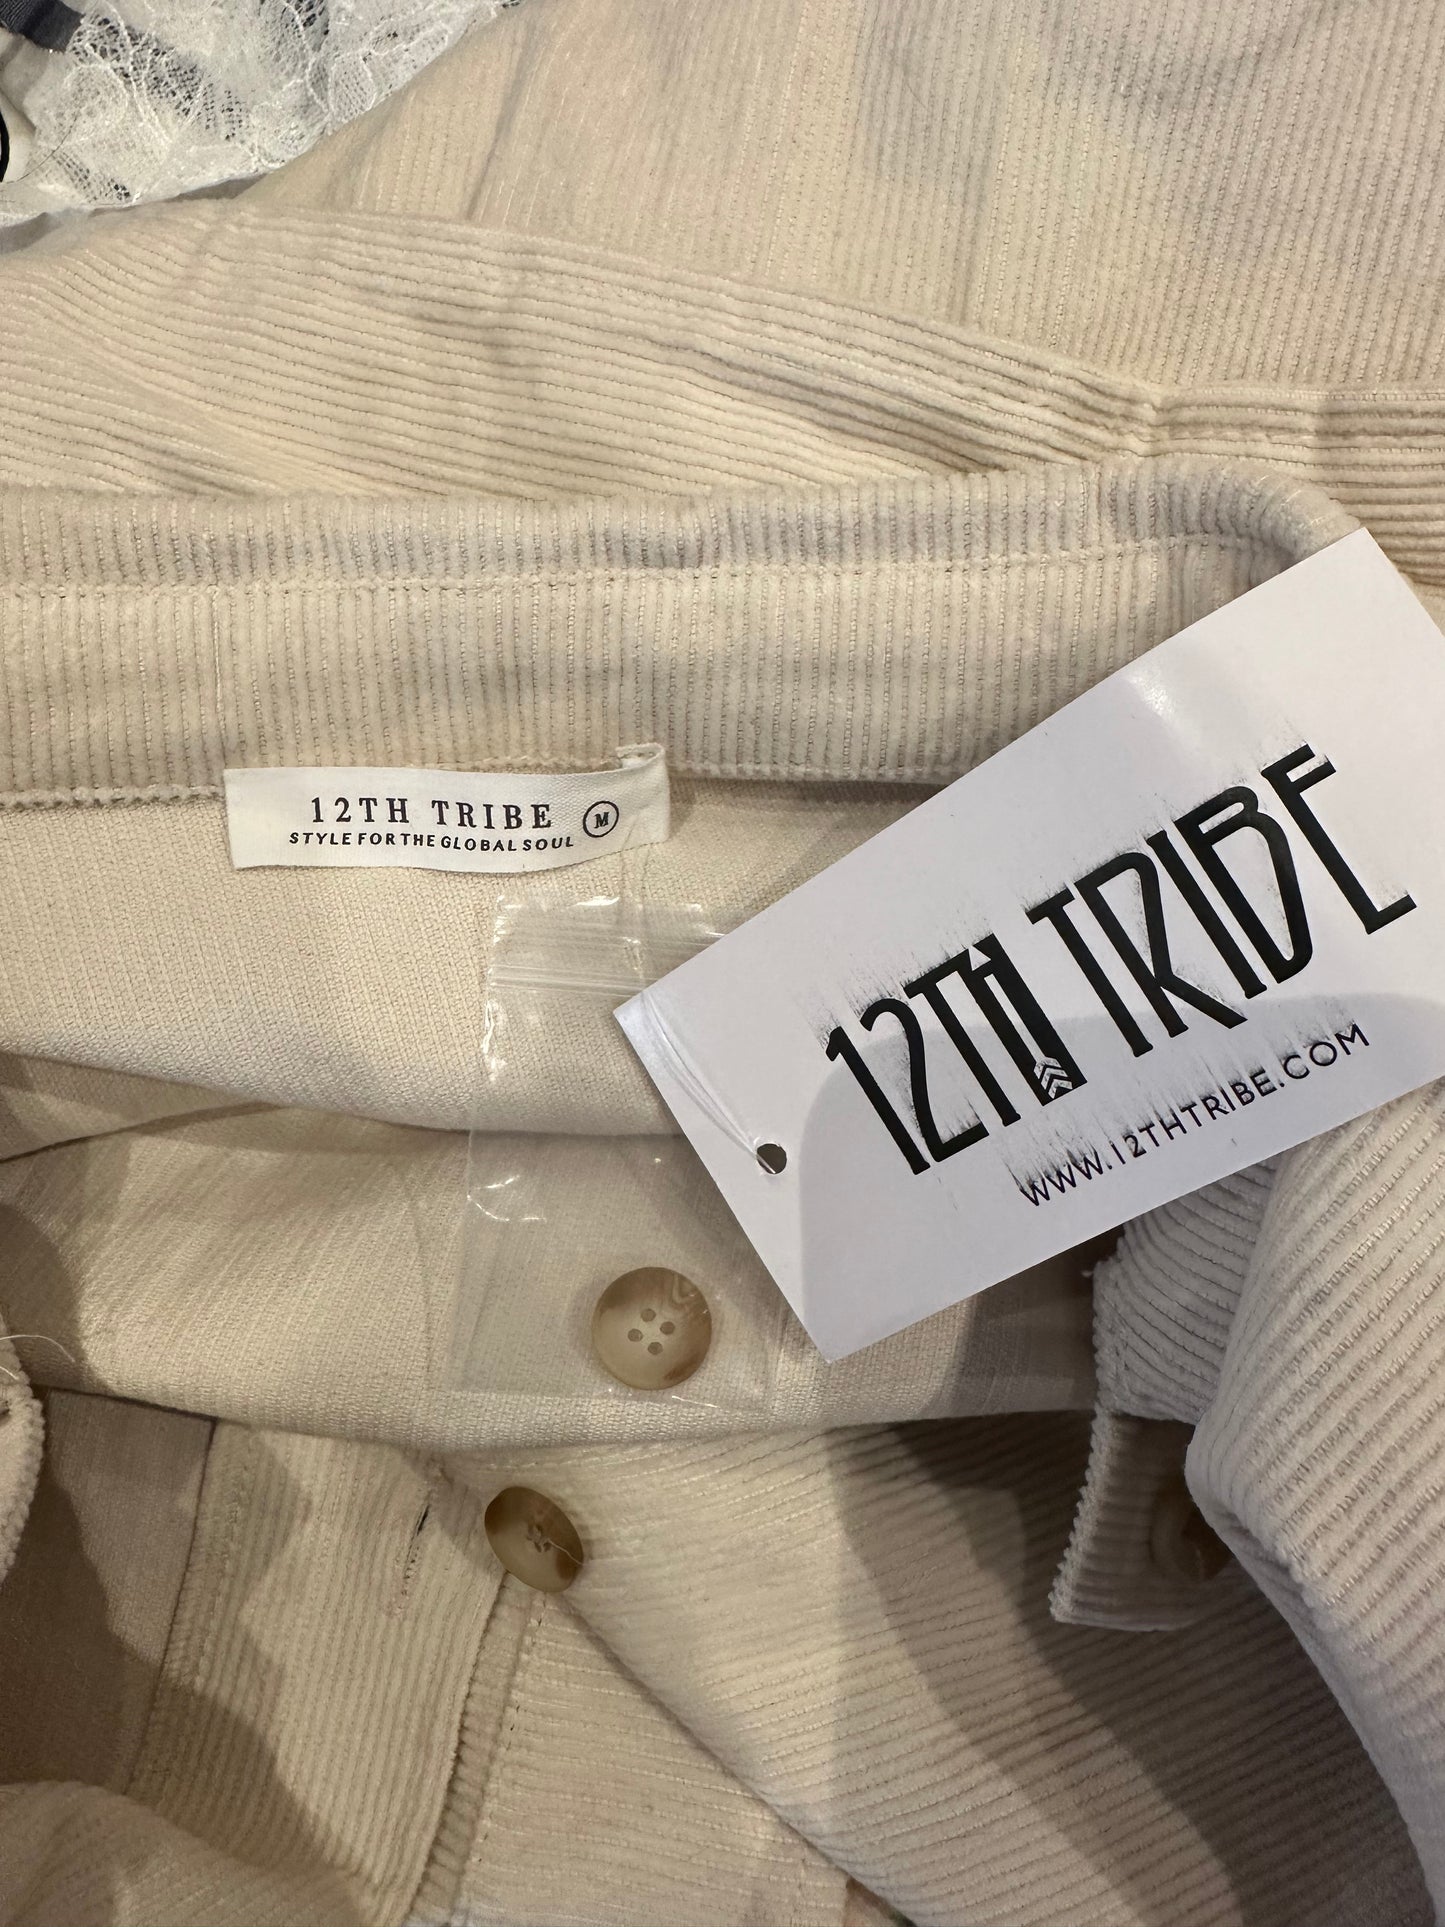 12TH TRIBE M
STYLE FOR THE GLOBAL SOUL
12TH TRIBE
WWW.12THTRIBE.COM